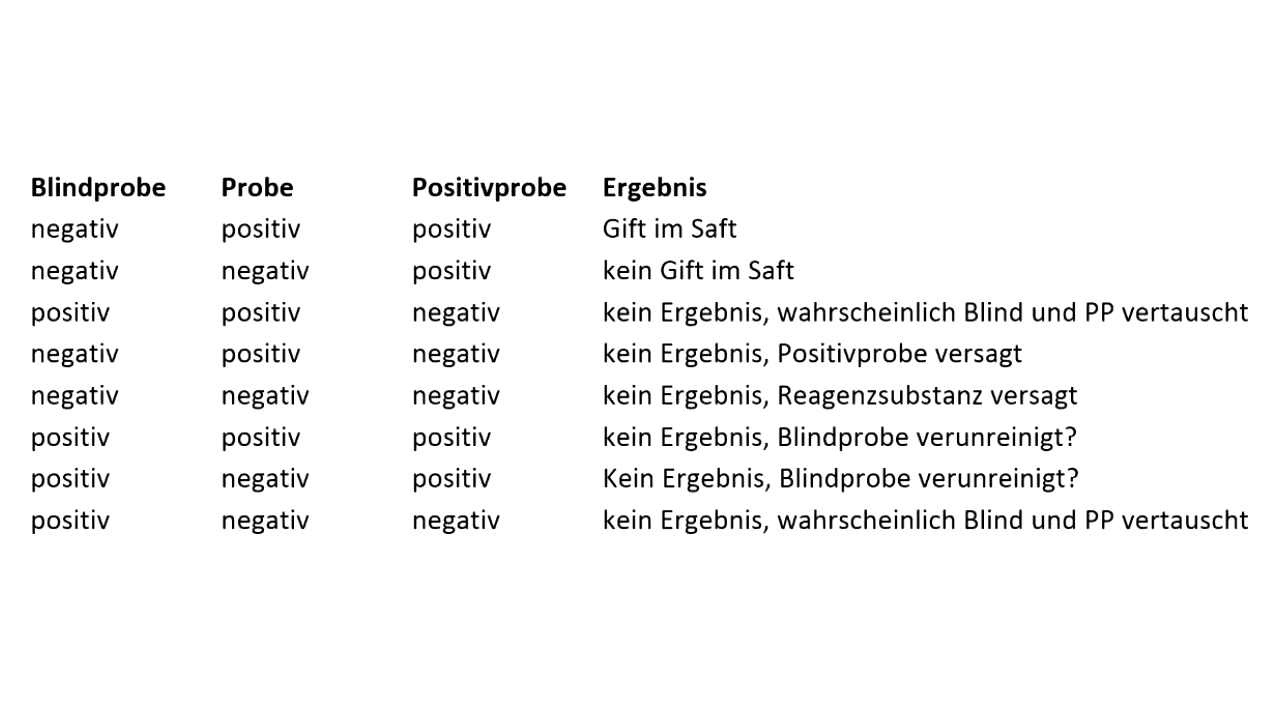 Blindprobe Probe Positivprobe Ergebnis
negativ positiv positiv Gift im Saft
negativ negativ positiv kein Gift im Saft
positiv positiv negativ kein Ergebnis, wahrscheinlich Blind und PP vertauscht
negativ positiv negativ kein Ergebnis, Positivprobe versagt
negativ negativ negativ kein Ergebnis, Reagenzsubstanz versagt
positiv positiv positiv kein Ergebnis, Blindprobe verunreinigt?
positiv negativ positiv Kein Ergebnis, Blindprobe verunreinigt?
positiv negativ negativ kein Ergebnis, wahrscheinlich Blind und PP vertauscht